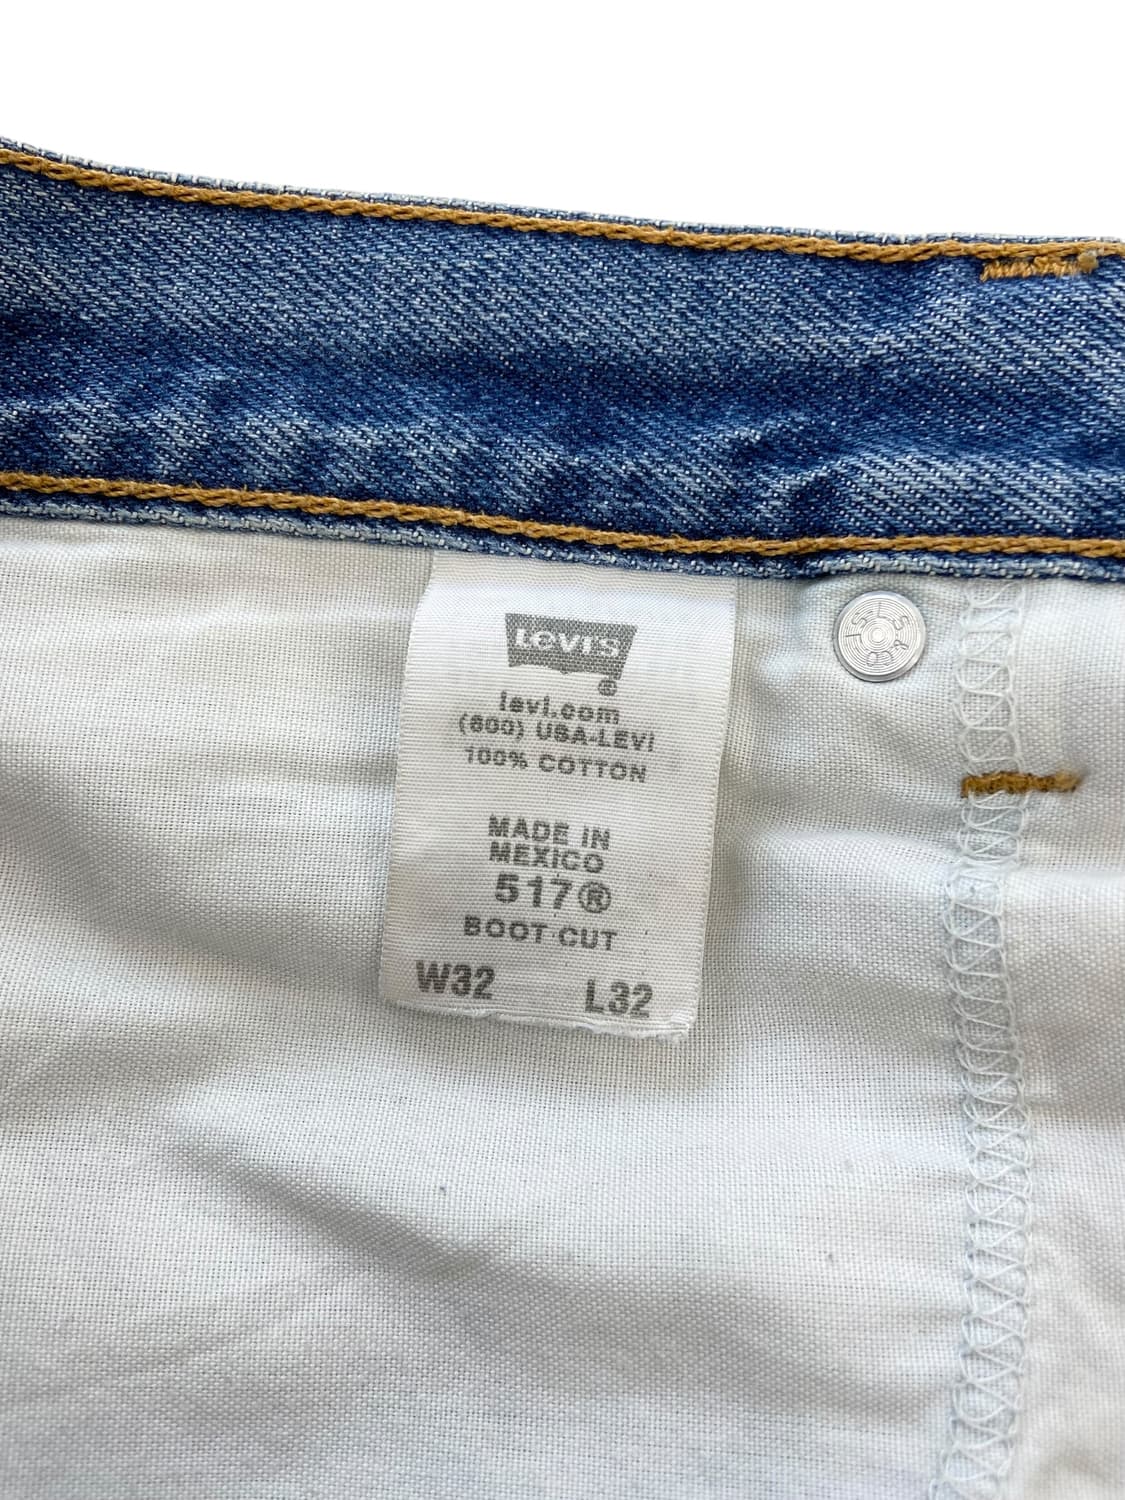 LEVI'S
®
levi.com
(800) USA-LEVI
100% COTTON
MADE IN
MEXICO
517®
BOOT CUT
W32 L32